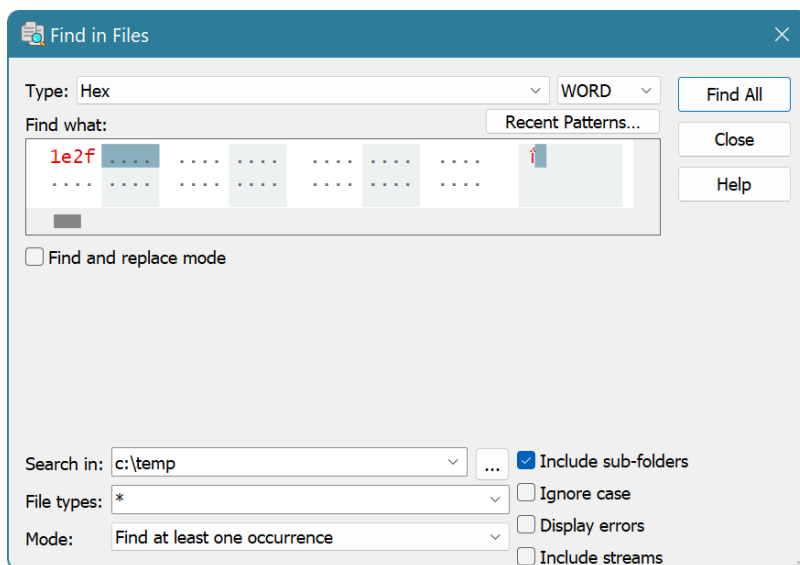 Find in Files
Type: Hex WORD Find All
Find what: Recent Patterns... Close
1e2f .... .... .... .... .... .... ḯ
.... .... .... .... .... .... ....
Help
Find and replace mode
Search in: c:\temp ... Include sub-folders
File types: * Ignore case
Display errors
Mode: Find at least one occurrence
Include streams